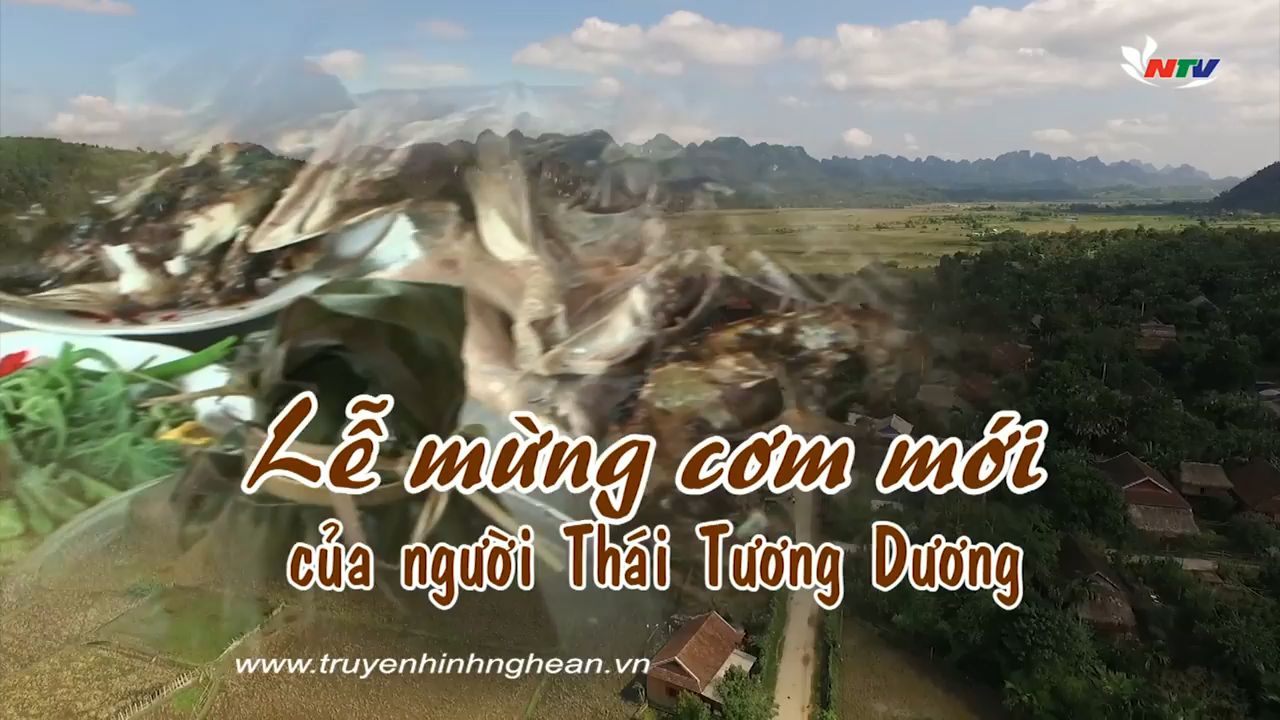 NTV
Lễ mừng cơm mới
của người Thái Tương Dương
www.truyenhinhnghean.vn